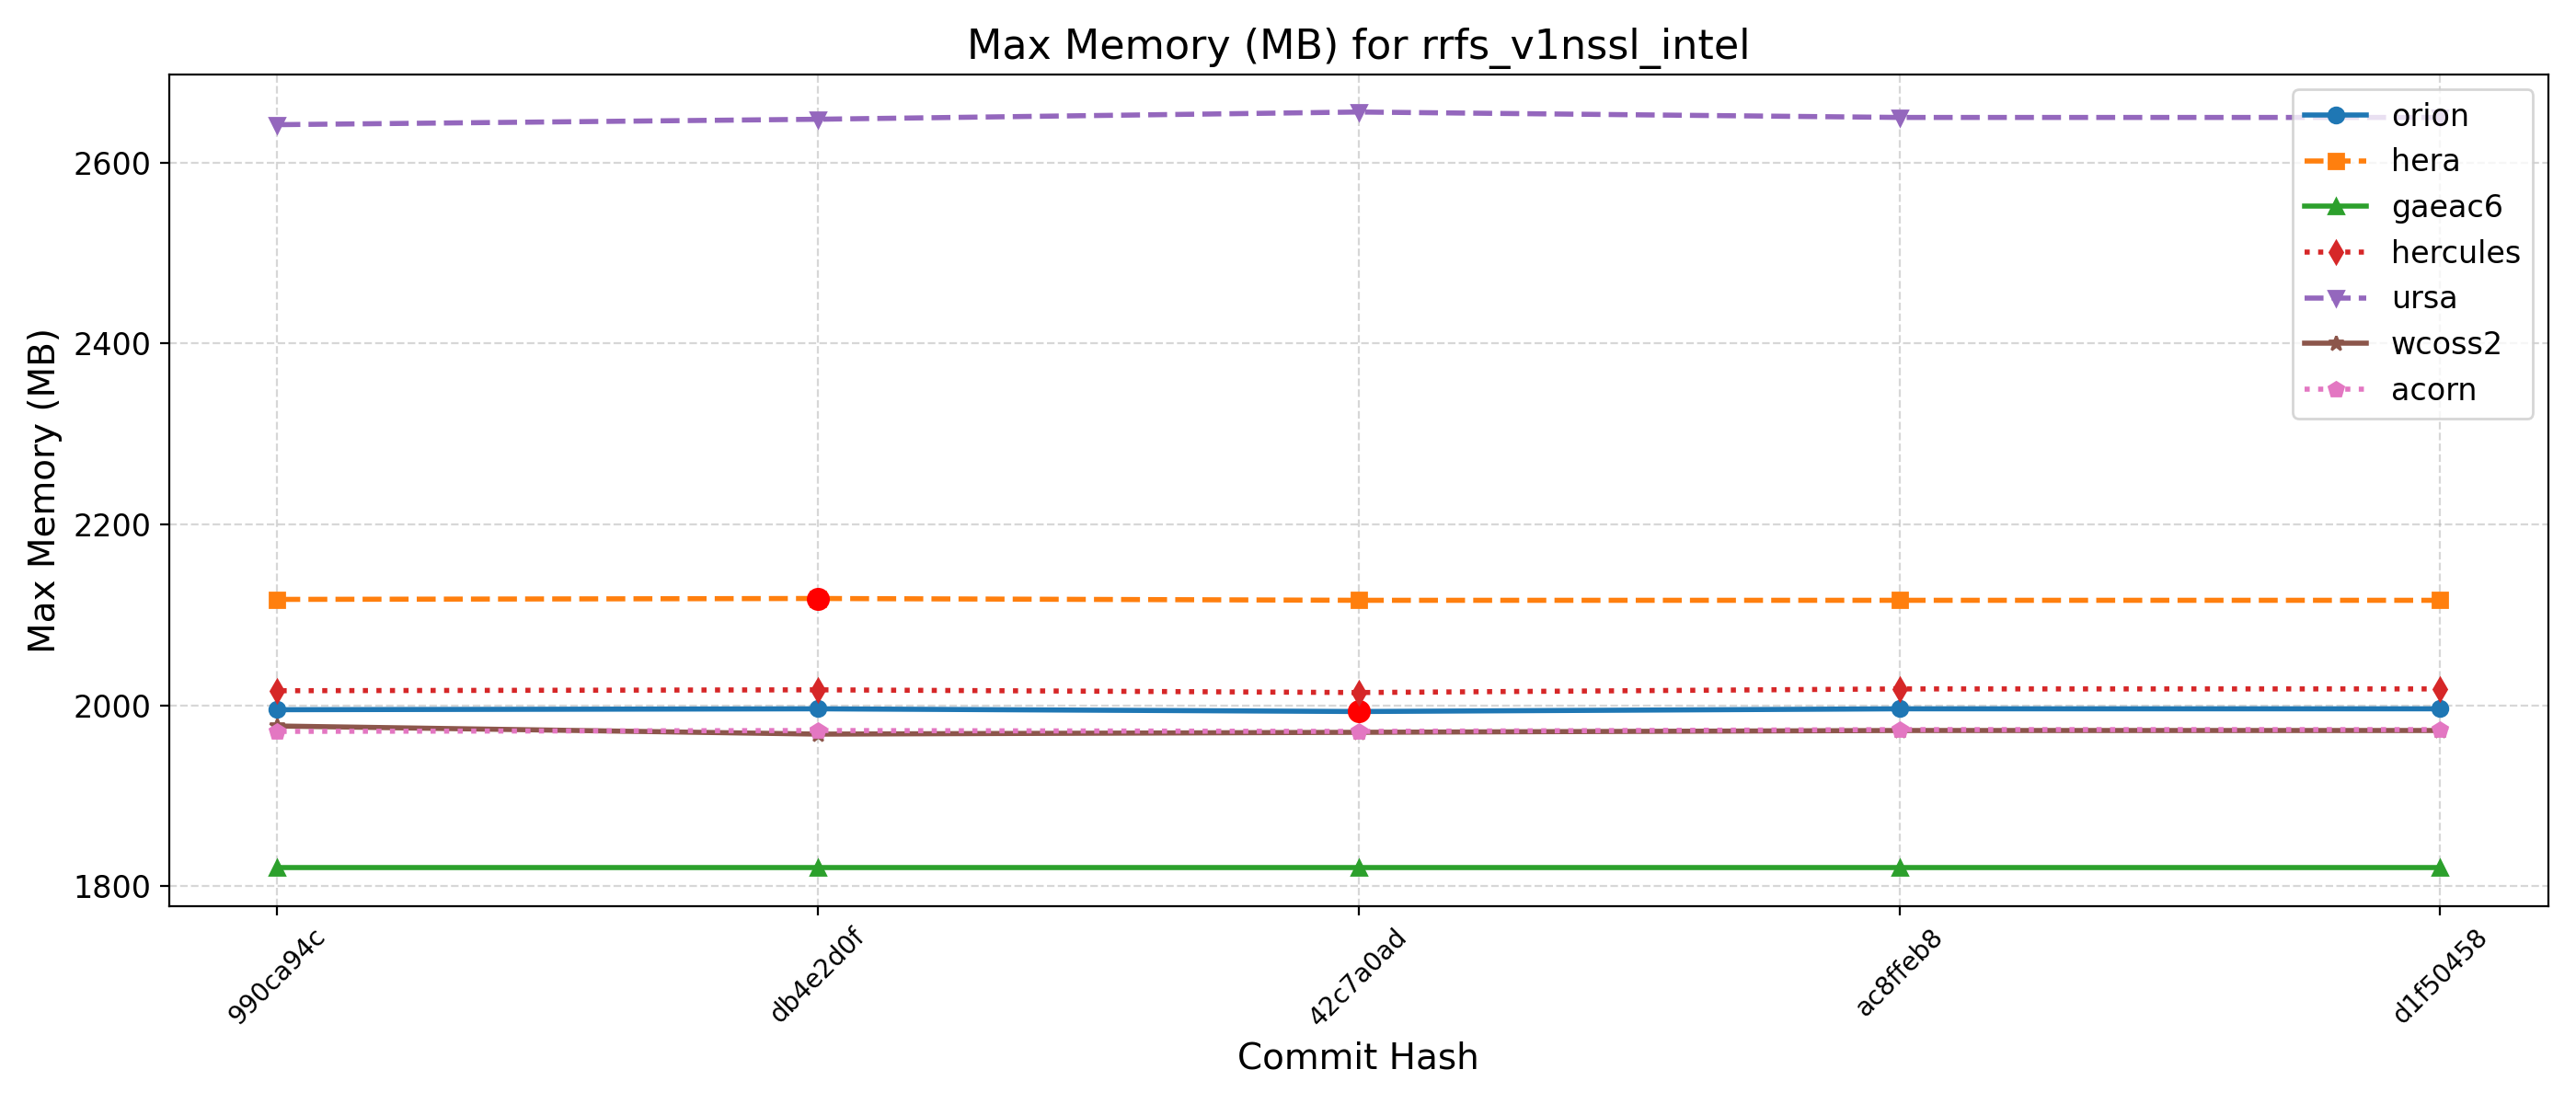 Max Memory (MB) for rrfs_v1nssl_intel
Max Memory (MB)
2600
2400
2200
2000
1800
orion
hera
gaeac6
hercules
ursa
wcoss2
acorn
990ca94c
db4e2d0f
42c7a0ad
ac8ffeb8
d1f50458
Commit Hash